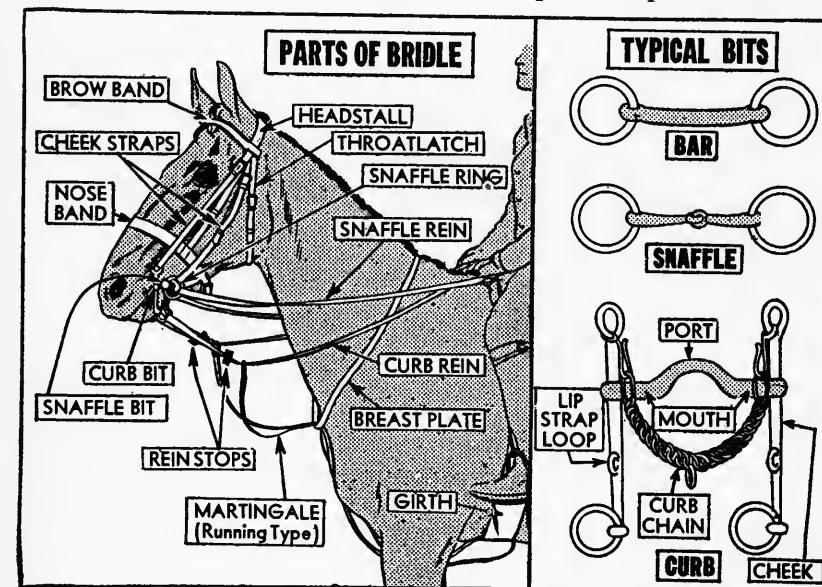 PARTS OF BRIDLE
BROW BAND
HEADSTALL
CHEEK STRAPS
THROATLATCH
SNAFFLE RING
NOSE
BAND
SNAFFLE REIN
CURB BIT
CURB REIN
SNAFFLE BIT
BREAST PLATE
REIN STOPS
MARTINGALE
(Running Type)
GIRTH
TYPICAL BITS
BAR
SNAFFLE
PORT
LIP
STRAP
LOOP
MOUTH
CURB
CHAIN
CURB
CHEEK